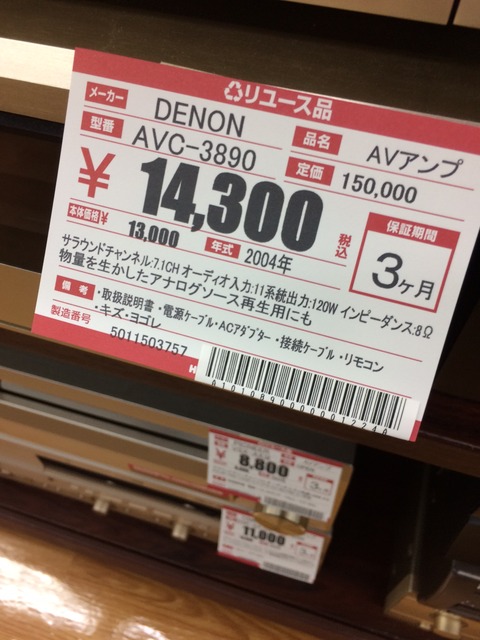 リユース品
メーカー DENON
型番 AVC-3890 品名 AVアンプ
¥14,300 税込 定価 150,000
本体価格¥ 13,000 年式 2004年
保証期間
3ヶ月
サラウンドチャンネル:7.1CH オーディオ入力:11系統出力:120W インピーダンス:8Ω
物量を生かしたアナログソース再生用にも
備考 ・取扱説明書・電源ケーブル・ACアダプター・接続ケーブル・リモコン
・キズ・ヨゴレ
製造番号 5011503757
8,800
11,000